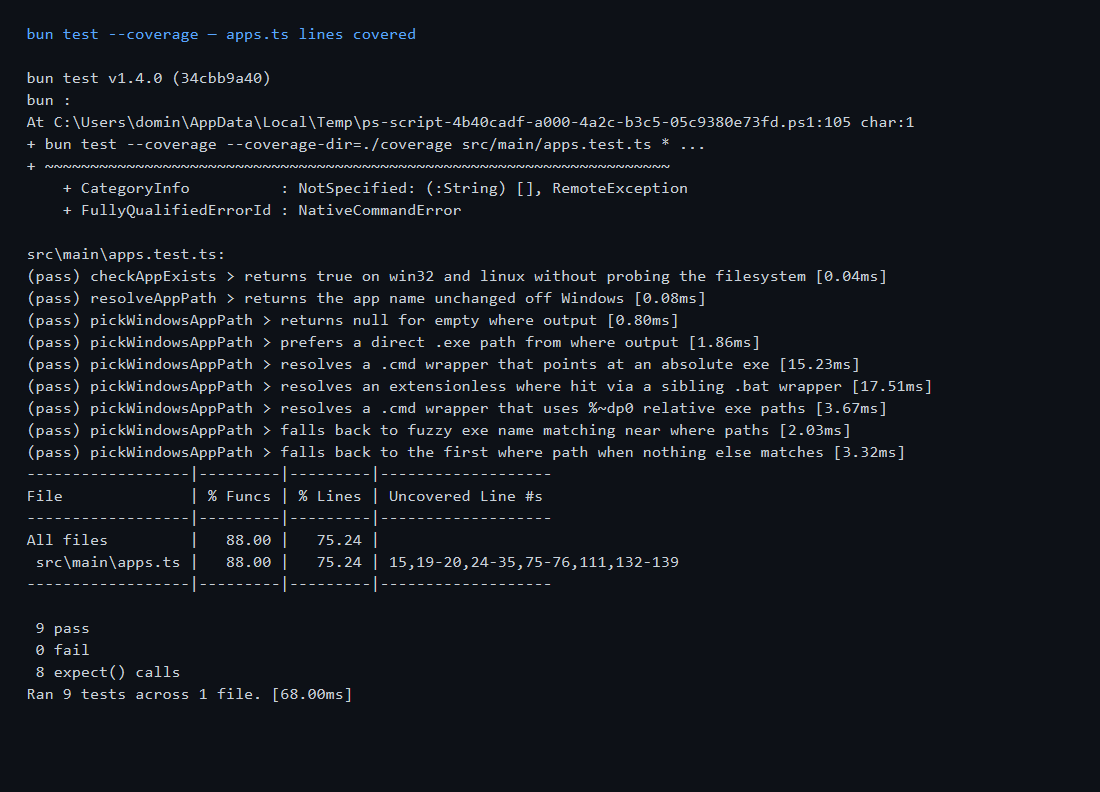 bun test --coverage — apps.ts lines covered

bun test v1.4.0 (34cbb9a40)
bun :
At C:\Users\domin\AppData\Local\Temp\ps-script-4b40cadf-a000-4a2c-b3c5-05c9380e73fd.ps1:105 char:1
+ bun test --coverage --coverage-dir=./coverage src/main/apps.test.ts * ...
+ ~~~~~~~~~~~~~~~~~~~~~~~~~~~~~~~~~~~~~~~~~~~~~~~~~~~~~~~~~~~~~~~~~~~~~
    + CategoryInfo          : NotSpecified: (:String) [], RemoteException
    + FullyQualifiedErrorId : NativeCommandError

src\main\apps.test.ts:
(pass) checkAppExists > returns true on win32 and linux without probing the filesystem [0.04ms]
(pass) resolveAppPath > returns the app name unchanged off Windows [0.08ms]
(pass) pickWindowsAppPath > returns null for empty where output [0.80ms]
(pass) pickWindowsAppPath > prefers a direct .exe path from where output [1.86ms]
(pass) pickWindowsAppPath > resolves a .cmd wrapper that points at an absolute exe [15.23ms]
(pass) pickWindowsAppPath > resolves an extensionless where hit via a sibling .bat wrapper [17.51ms]
(pass) pickWindowsAppPath > resolves a .cmd wrapper that uses %~dp0 relative exe paths [3.67ms]
(pass) pickWindowsAppPath > falls back to fuzzy exe name matching near where paths [2.03ms]
(pass) pickWindowsAppPath > falls back to the first where path when nothing else matches [3.32ms]
------------------|---------|---------|-------------------
File              | % Funcs | % Lines | Uncovered Line #s
------------------|---------|---------|-------------------
All files         |   88.00 |   75.24 |
 src\main\apps.ts |   88.00 |   75.24 | 15,19-20,24-35,75-76,111,132-139
------------------|---------|---------|-------------------

 9 pass
 0 fail
 8 expect() calls
Ran 9 tests across 1 file. [68.00ms]